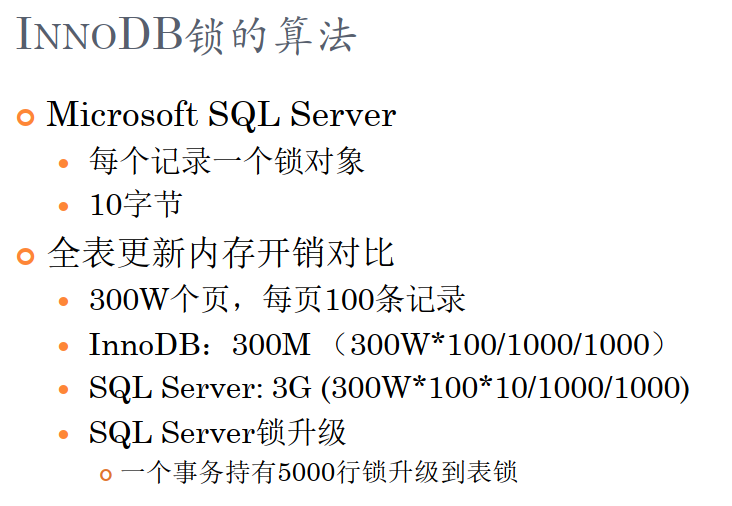 INNODB锁的算法
Microsoft SQL Server
每个记录一个锁对象
10字节
全表更新内存开销对比
300W个页，每页100条记录
InnoDB：300M （300W*100/1000/1000）
SQL Server: 3G (300W*100*10/1000/1000)
SQL Server锁升级
一个事务持有5000行锁升级到表锁